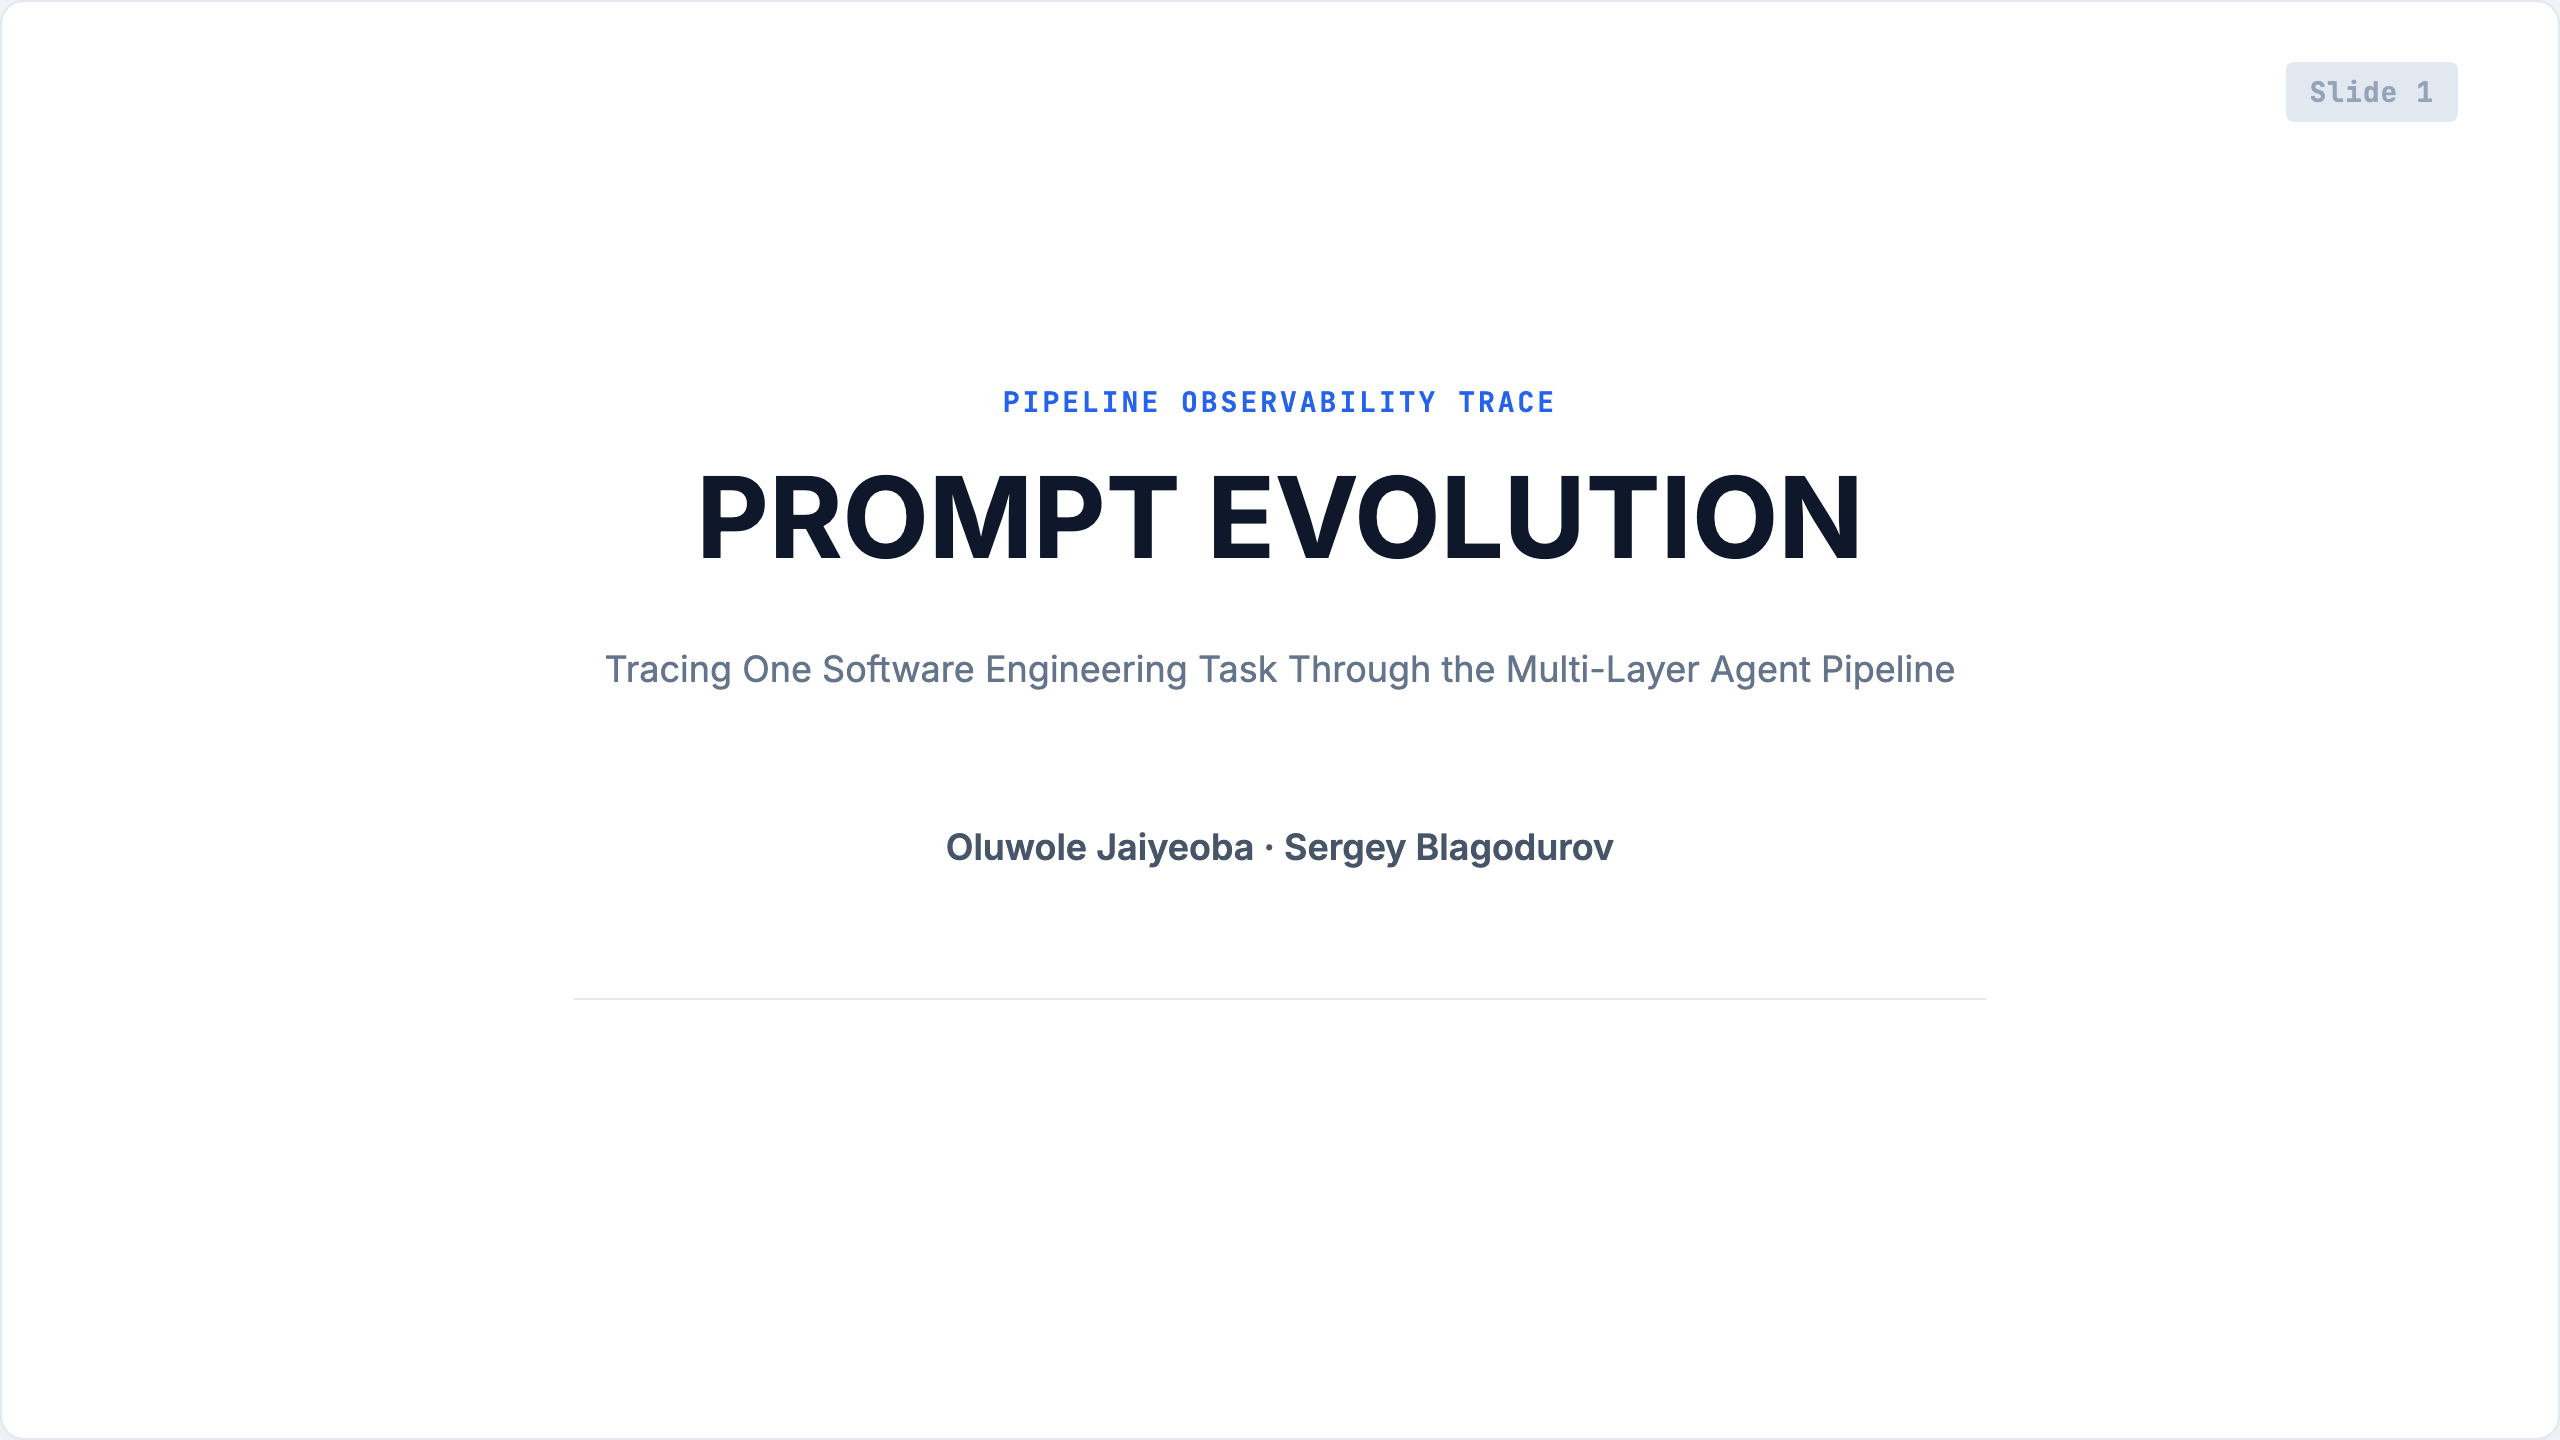 Slide 1
PIPELINE OBSERVABILITY TRACE
PROMPT EVOLUTION
Tracing One Software Engineering Task Through the Multi-Layer Agent Pipeline
Oluwole Jaiyeoba · Sergey Blagodurov